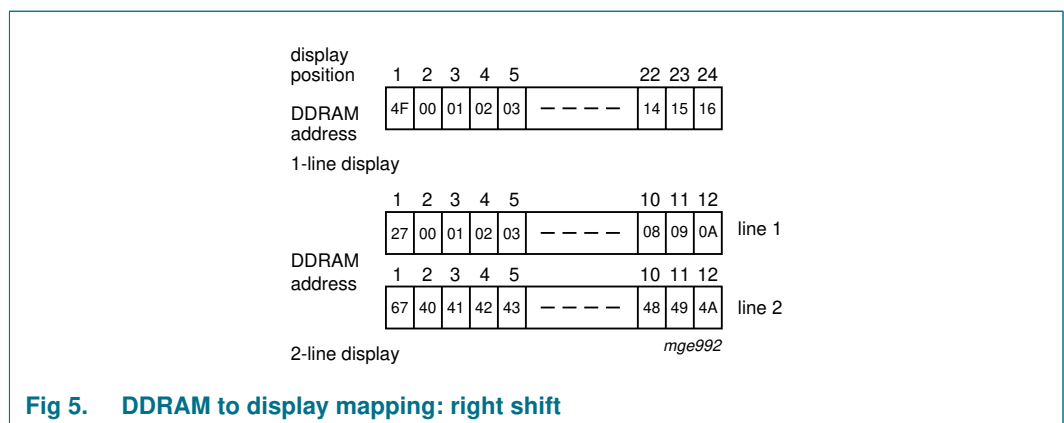 display
position 1 2 3 4 5 22 23 24
DDRAM
address 4F 00 01 02 03 – – – – 14 15 16
1-line display
1 2 3 4 5 10 11 12
27 00 01 02 03 – – – – 08 09 0A line 1
DDRAM
address
1 2 3 4 5 10 11 12
67 40 41 42 43 – – – – 48 49 4A line 2
2-line display
mge992
Fig 5. DDRAM to display mapping: right shift